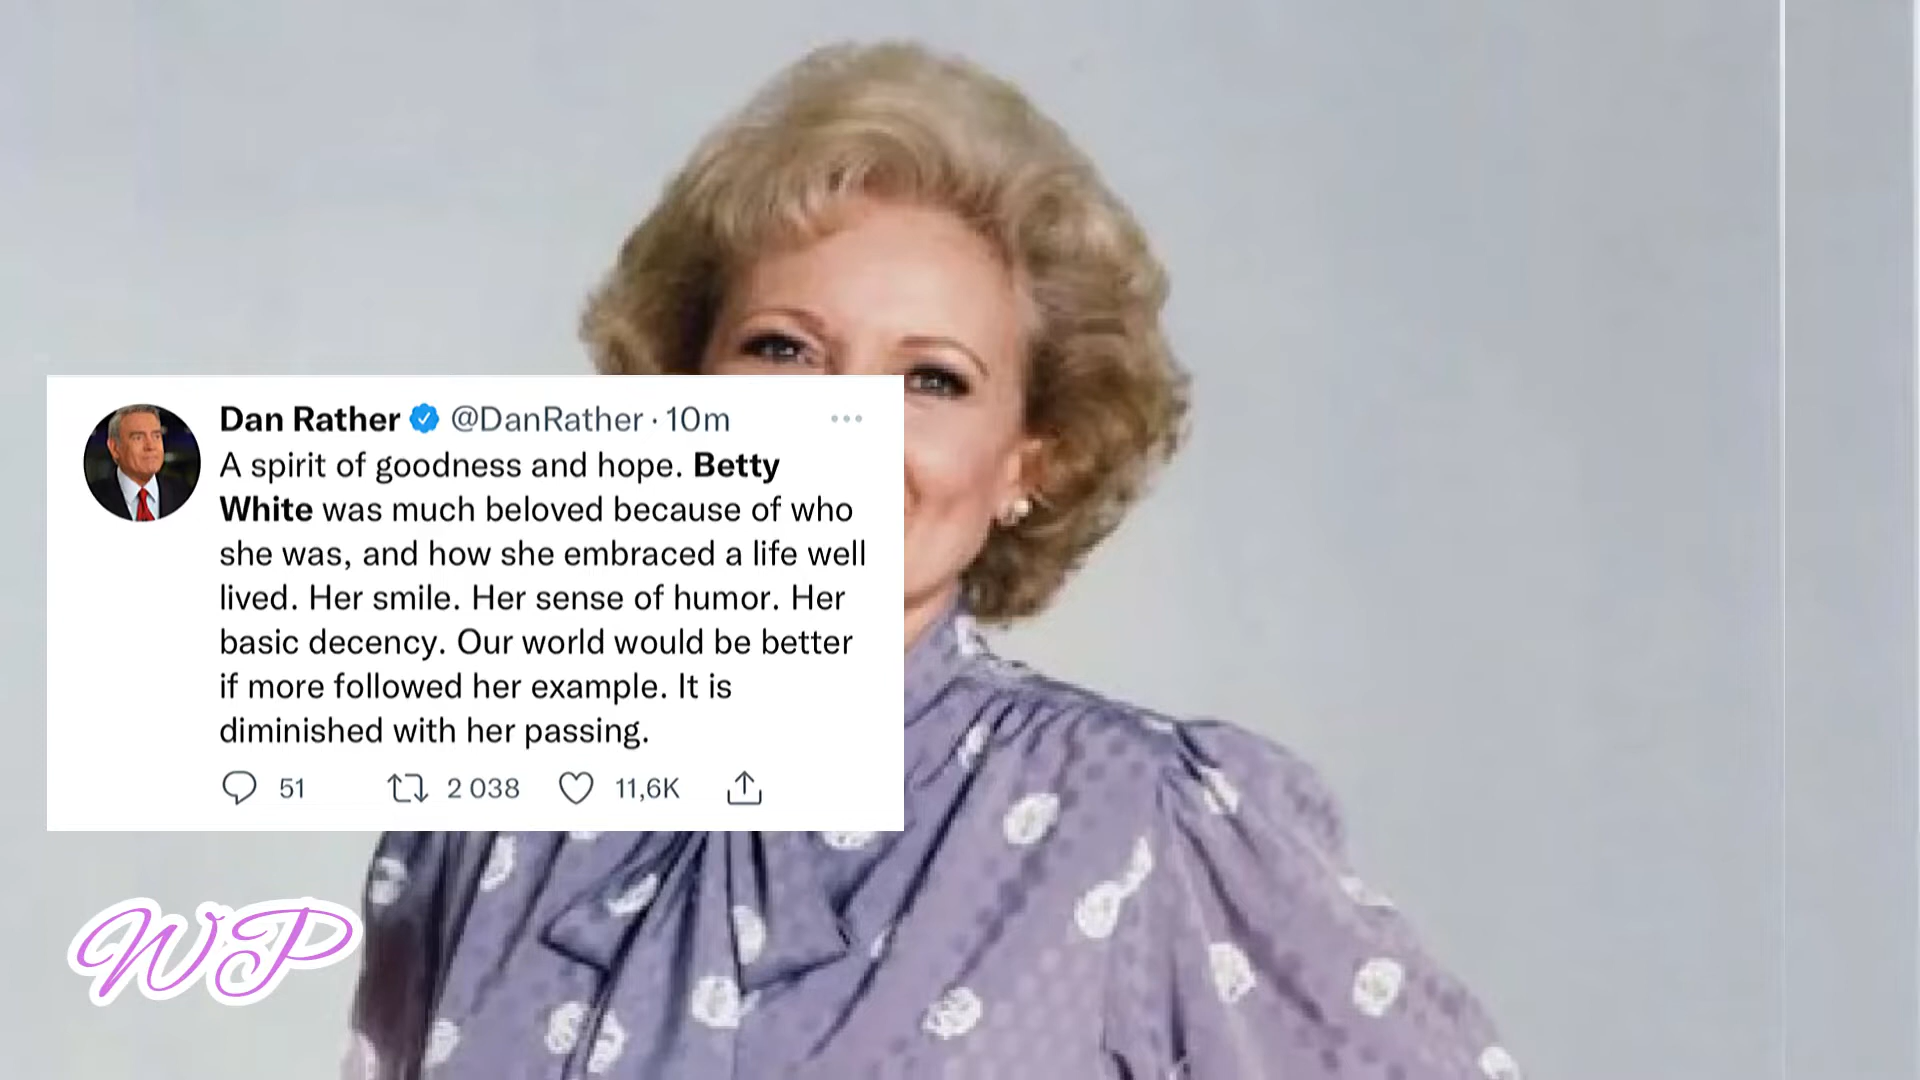 Dan Rather @DanRather · 10m
A spirit of goodness and hope. Betty
White was much beloved because of who
she was, and how she embraced a life well
lived. Her smile. Her sense of humor. Her
basic decency. Our world would be better
if more followed her example. It is
diminished with her passing.
51 2 038 11,6K
WP